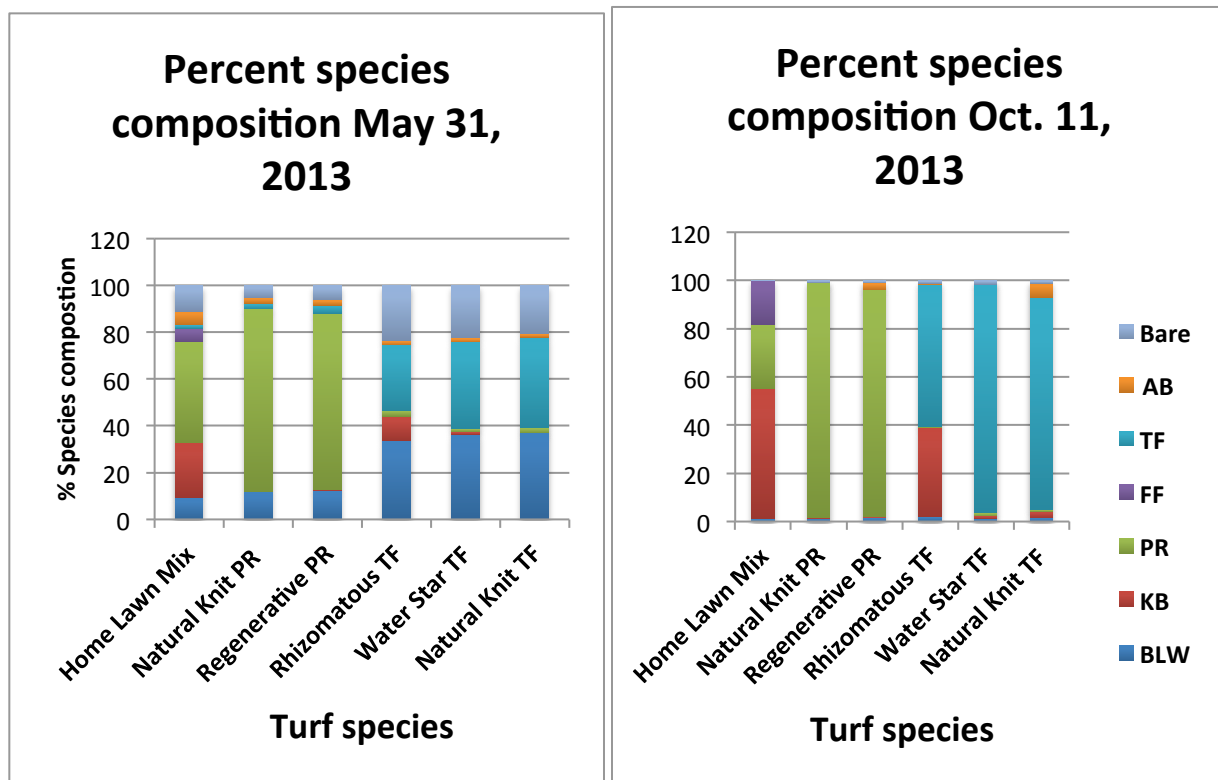 Percent species
composition May 31,
2013
120
100
80
60
40
20
0
% Species compostion
Home Lawn Mix
Natural Knit PR
Regenerative PR
Rhizomatous TF
Water Star TF
Natural Knit TF
Turf species
Percent species
composition Oct. 11,
2013
120
100
80
60
40
20
0
Home Lawn Mix
Natural Knit PR
Regenerative PR
Rhizomatous TF
Water Star TF
Natural Knit TF
Turf species
Bare
AB
TF
FF
PR
KB
BLW